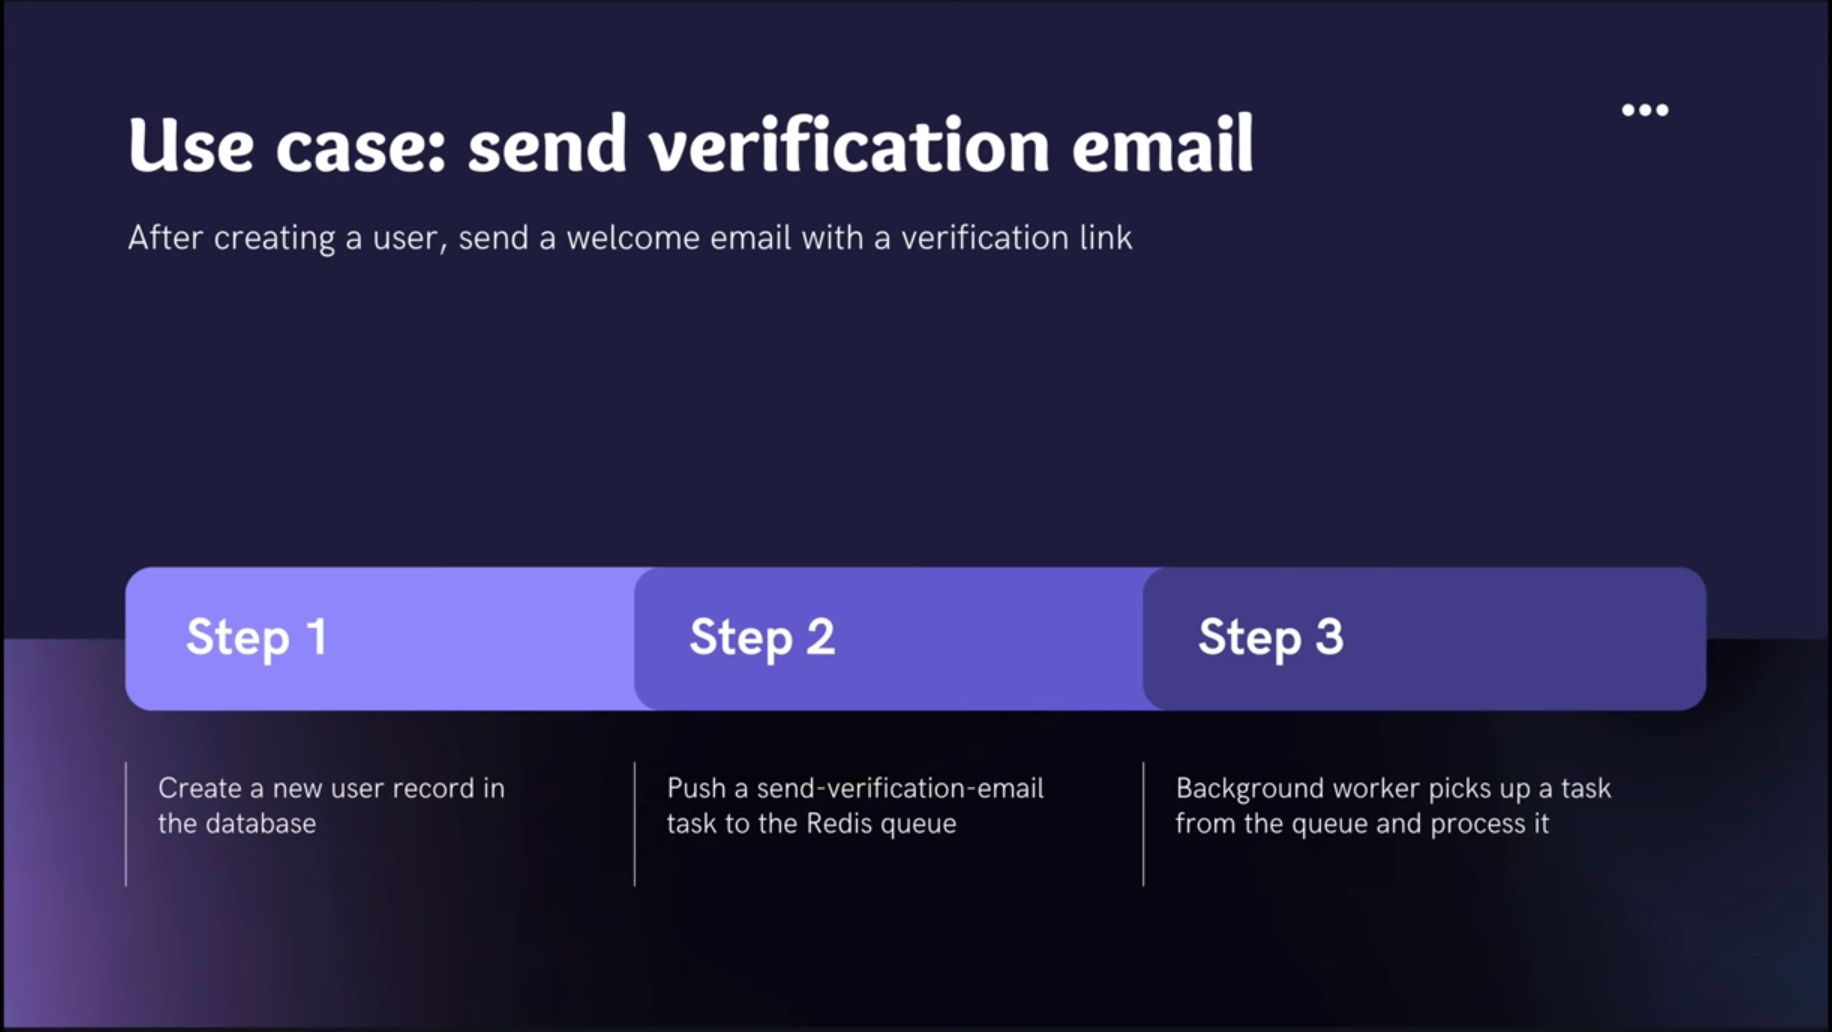 Use case: send verification email
After creating a user, send a welcome email with a verification link
Step 1
Step 2
Step 3
Create a new user record in
the database
Push a send-verification-email
task to the Redis queue
Background worker picks up a task
from the queue and process it